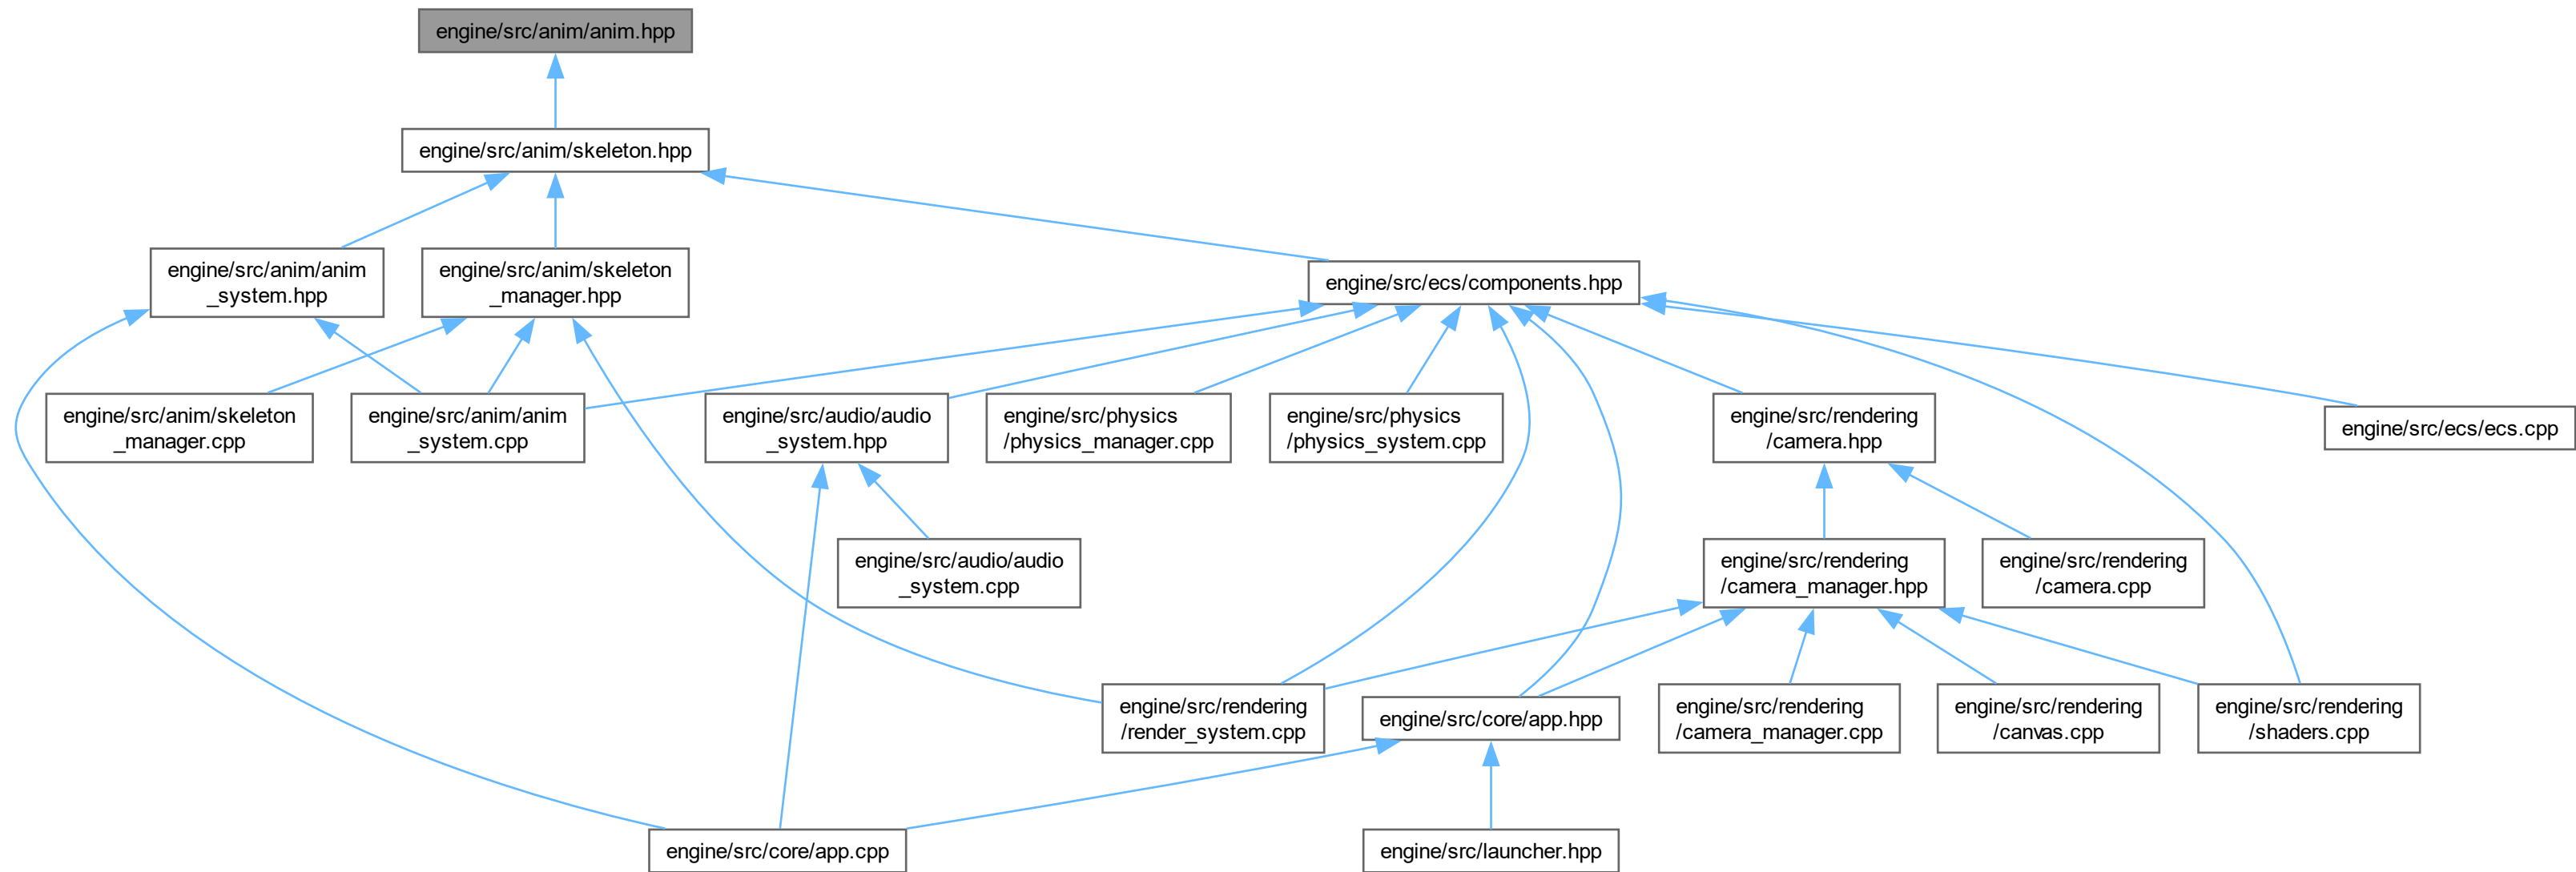 engine/src/anim/anim.hpp
engine/src/anim/skeleton.hpp
engine/src/anim/anim
_system.hpp
engine/src/anim/skeleton
_manager.hpp
engine/src/ecs/components.hpp
engine/src/anim/skeleton
_manager.cpp
engine/src/anim/anim
_system.cpp
engine/src/audio/audio
_system.hpp
engine/src/physics
/physics_manager.cpp
engine/src/physics
/physics_system.cpp
engine/src/rendering
/camera.hpp
engine/src/ecs/ecs.cpp
engine/src/audio/audio
_system.cpp
engine/src/rendering
/camera_manager.hpp
engine/src/rendering
/camera.cpp
engine/src/rendering
/render_system.cpp
engine/src/core/app.hpp
engine/src/rendering
/camera_manager.cpp
engine/src/rendering
/canvas.cpp
engine/src/rendering
/shaders.cpp
engine/src/core/app.cpp
engine/src/launcher.hpp